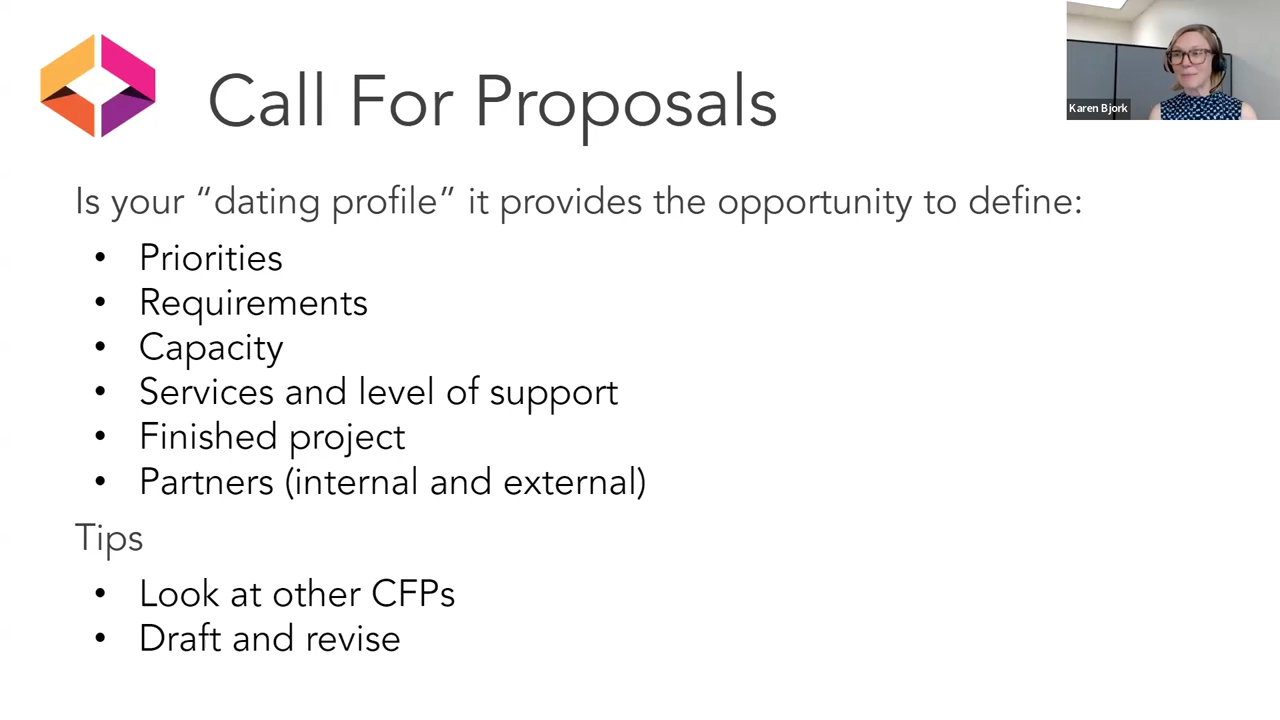 Call For Proposals
Karen Bjork
Is your “dating profile” it provides the opportunity to define:
• Priorities
• Requirements
• Capacity
• Services and level of support
• Finished project
• Partners (internal and external)
Tips
• Look at other CFPs
• Draft and revise